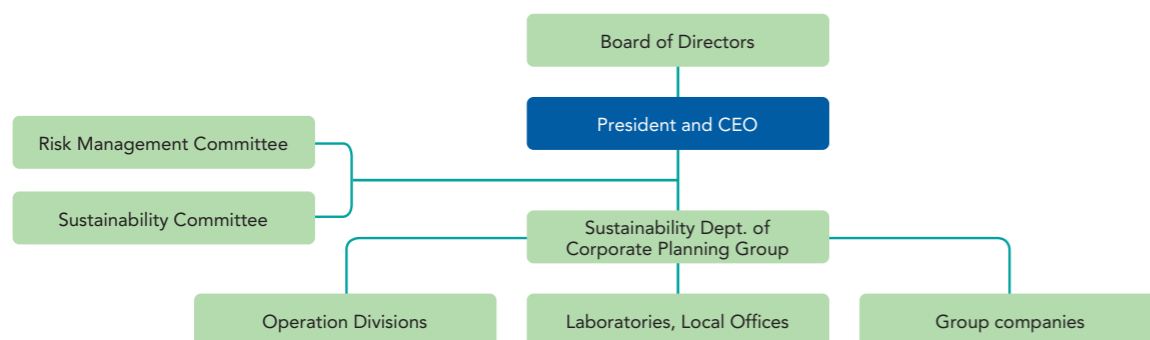 Board of Directors
President and CEO
Risk Management Committee
Sustainability Committee
Sustainability Dept. of
Corporate Planning Group
Operation Divisions
Laboratories, Local Offices
Group companies